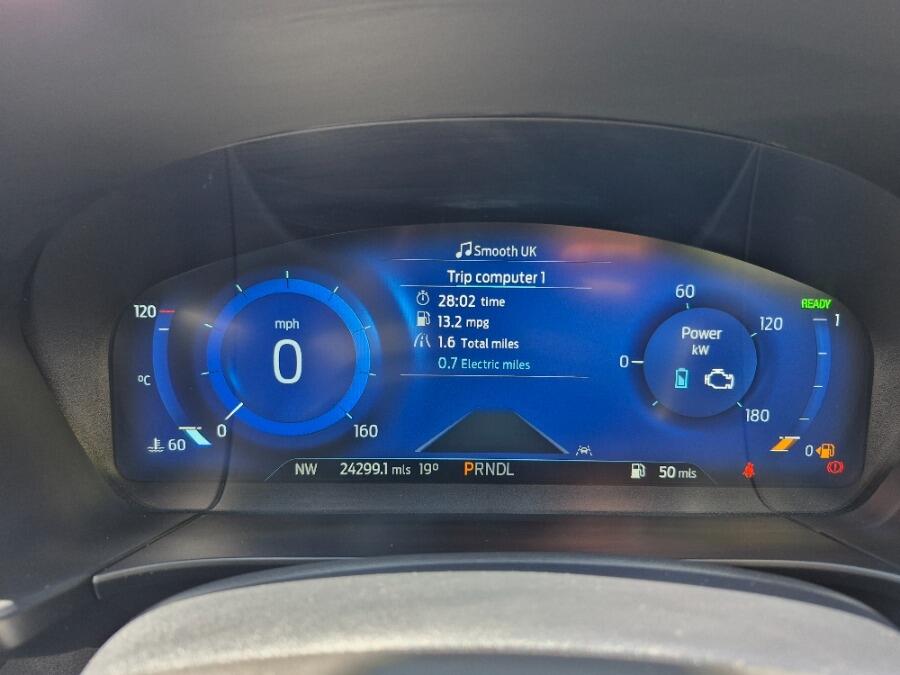 Smooth UK
Trip computer 1
28:02 time
13.2 mpg
1.6 Total miles
0.7 Electric miles
120
°C
60
mph
0
0
160
60
0
120
180
Power
kW
READY
1
0
NW 24299.1 mls 19° PRNDL 50 mls